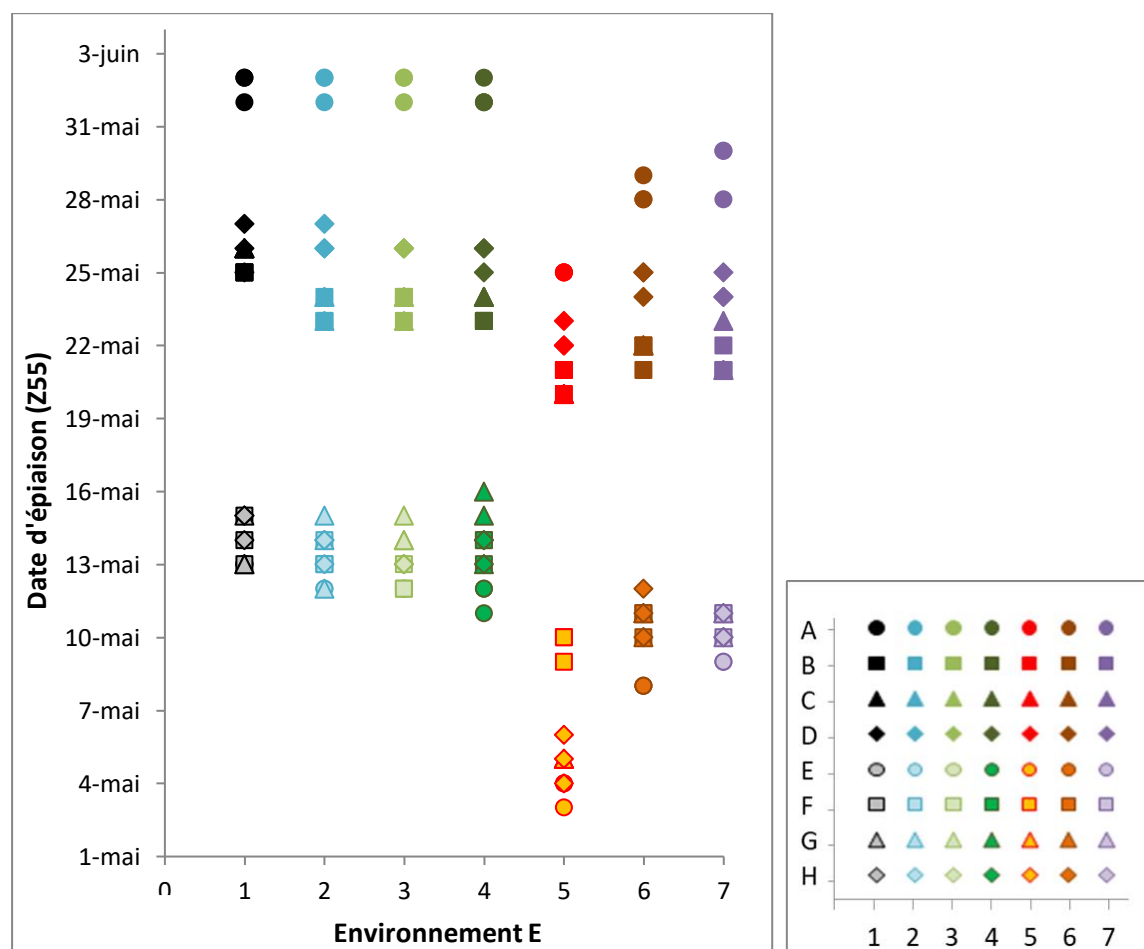 Date d'épiaison (Z55)
3-juin
31-mai
28-mai
25-mai
22-mai
19-mai
16-mai
13-mai
10-mai
7-mai
4-mai
1-mai
0 1 2 3 4 5 6 7
Environnement E
A
B
C
D
E
F
G
H
1 2 3 4 5 6 7